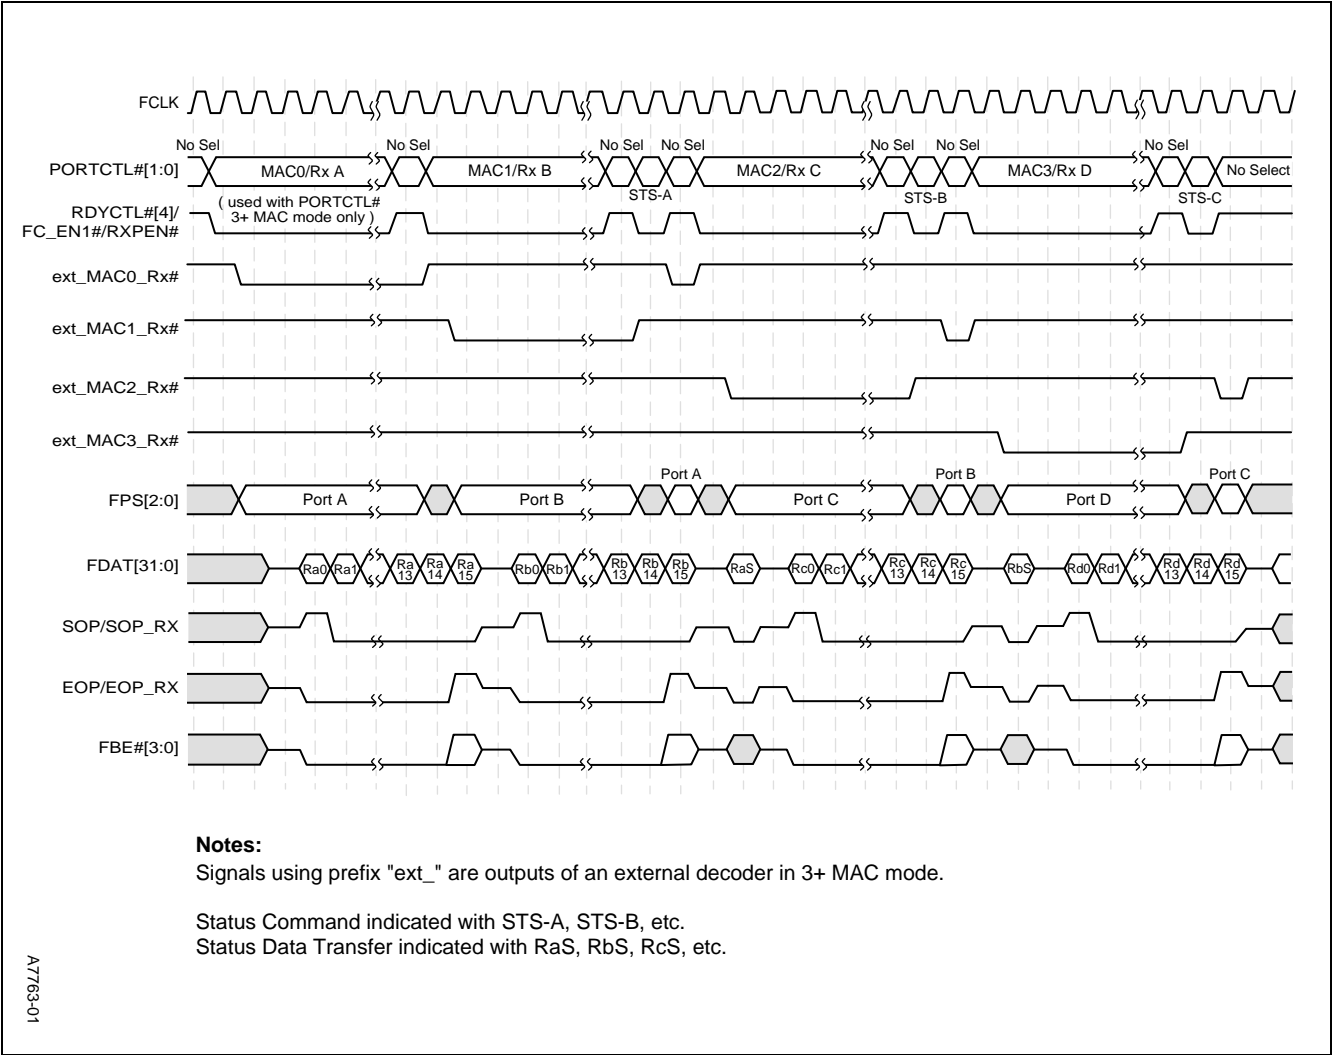 FCLK
No Sel No Sel No Sel No Sel No Sel No Sel No Sel
PORTCTL#[1:0] MAC0/Rx A MAC1/Rx B MAC2/Rx C MAC3/Rx D No Select
STS-A STS-B STS-C
RDYCTL#[4]/
FC_EN1#/RXPEN#
( used with PORTCTL#
3+ MAC mode only )
ext_MAC0_Rx#
ext_MAC1_Rx#
ext_MAC2_Rx#
ext_MAC3_Rx#
Port A Port B Port C
FPS[2:0] Port A Port B Port C Port D
FDAT[31:0] Ra0 Ra1 Ra 13 Ra 14 Ra 15 Rb0 Rb1 Rb 13 Rb 14 Rb 15 RaS Rc0 Rc1 Rc 13 Rc 14 Rc 15 RbS Rd0 Rd1 Rd 13 Rd 14 Rd 15
SOP/SOP_RX
EOP/EOP_RX
FBE#[3:0]
Notes:
Signals using prefix "ext_" are outputs of an external decoder in 3+ MAC mode.
Status Command indicated with STS-A, STS-B, etc.
Status Data Transfer indicated with RaS, RbS, RcS, etc.
A7763-01